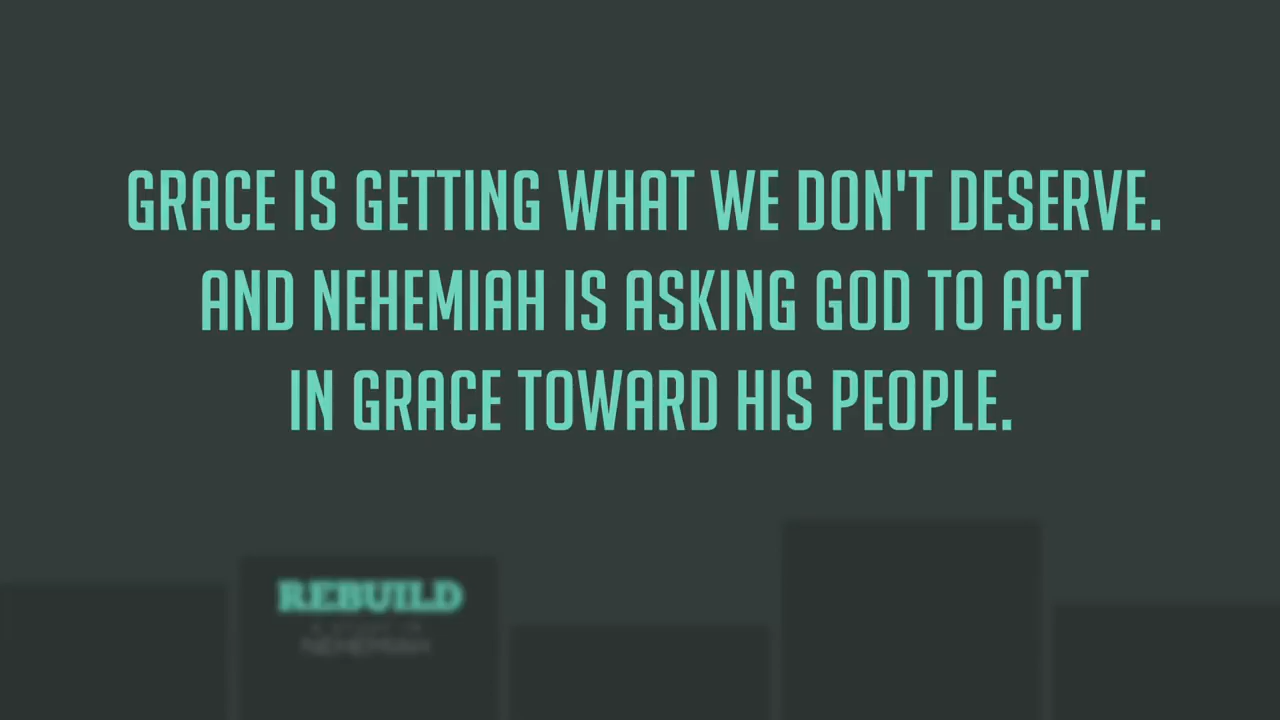 GRACE IS GETTING WHAT WE DON'T DESERVE.
AND NEHEMIAH IS ASKING GOD TO ACT
IN GRACE TOWARD HIS PEOPLE.
REBUILD
NEHEMIAH